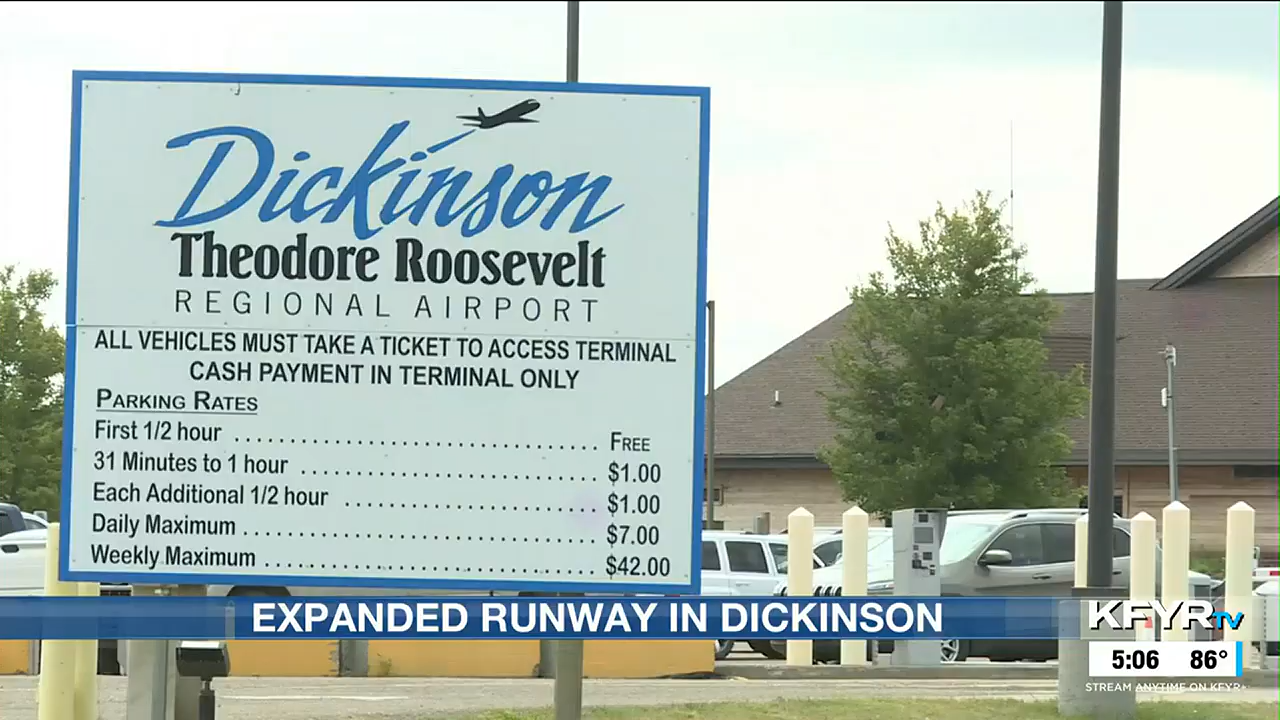 Dickinson
Theodore Roosevelt
REGIONAL AIRPORT
ALL VEHICLES MUST TAKE A TICKET TO ACCESS TERMINAL
CASH PAYMENT IN TERMINAL ONLY
PARKING RATES
First 1/2 hour ........................................ FREE
31 Minutes to 1 hour ................................ $1.00
Each Additional 1/2 hour ........................... $1.00
Daily Maximum ...................................... $7.00
Weekly Maximum .................................... $42.00
EXPANDED RUNWAY IN DICKINSON
KFYR TV
5:06 86°
STREAM ANYTIME ON KFYR+